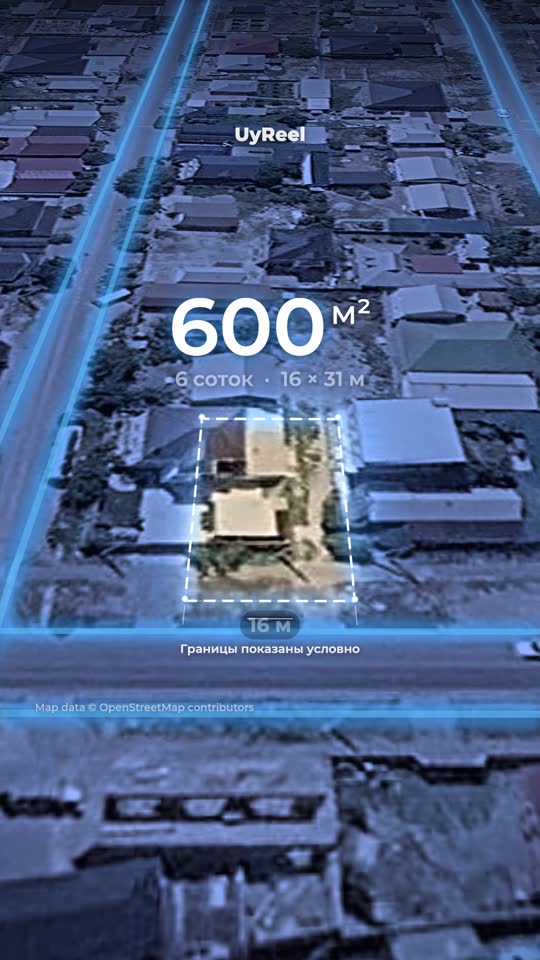 UyReel
600 м²
6 соток · 16 × 31 м
16 м
Границы показаны условно
Map data © OpenStreetMap contributors